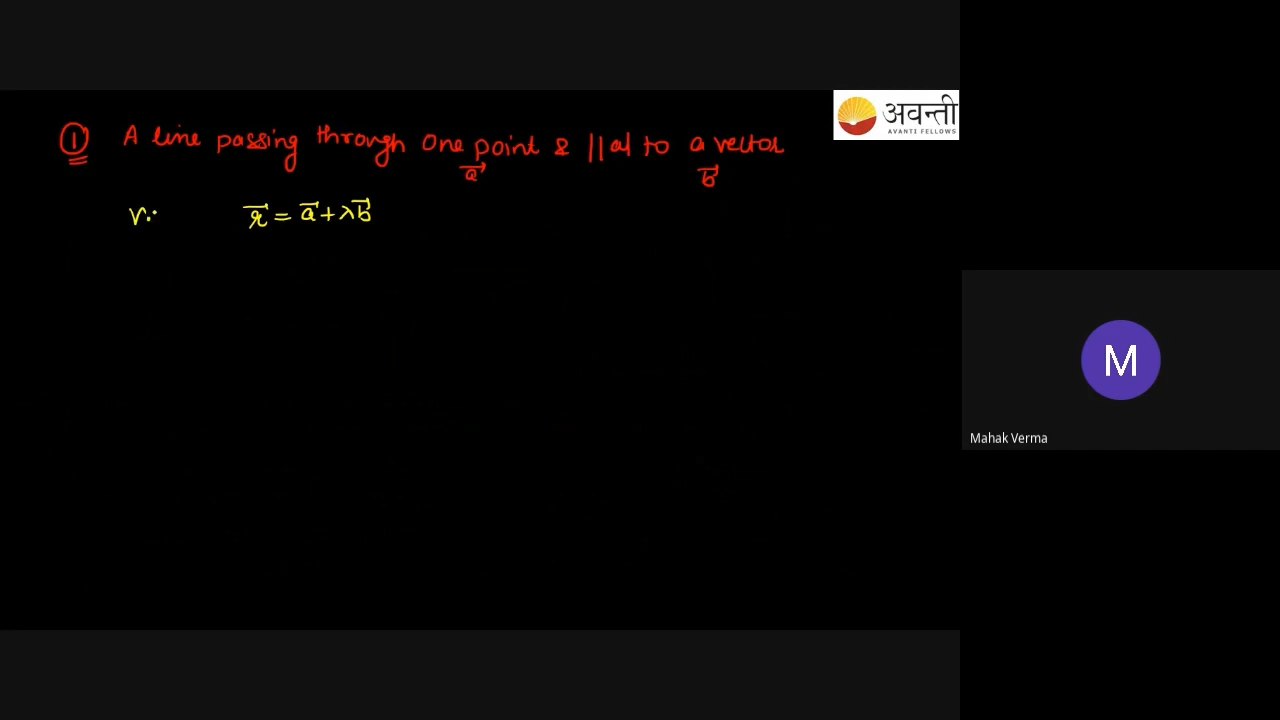 ① A line passing through one point & ||al to a vector
a⃗ b⃗
V.. r⃗ = a⃗ + λb⃗
अवन्ती
AVANTI FELLOWS
M
Mahak Verma